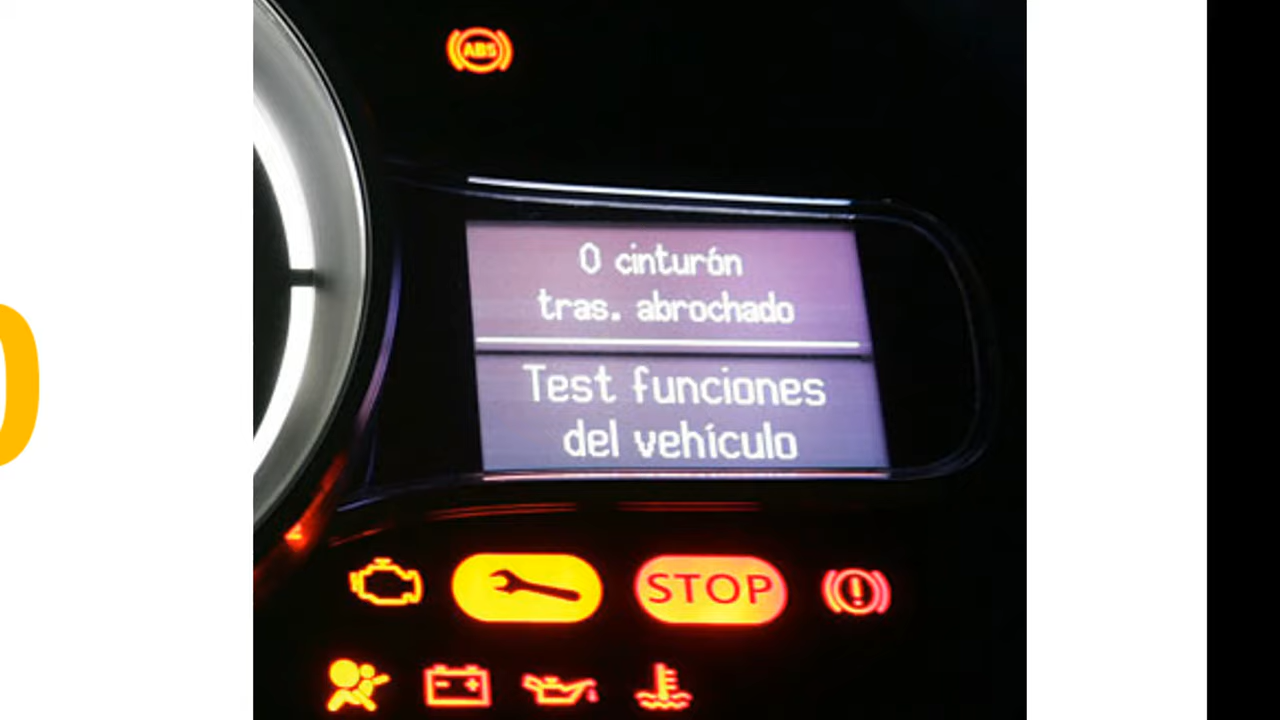 ABS
0 cinturón
tras. abrochado
Test funciones
del vehículo
STOP